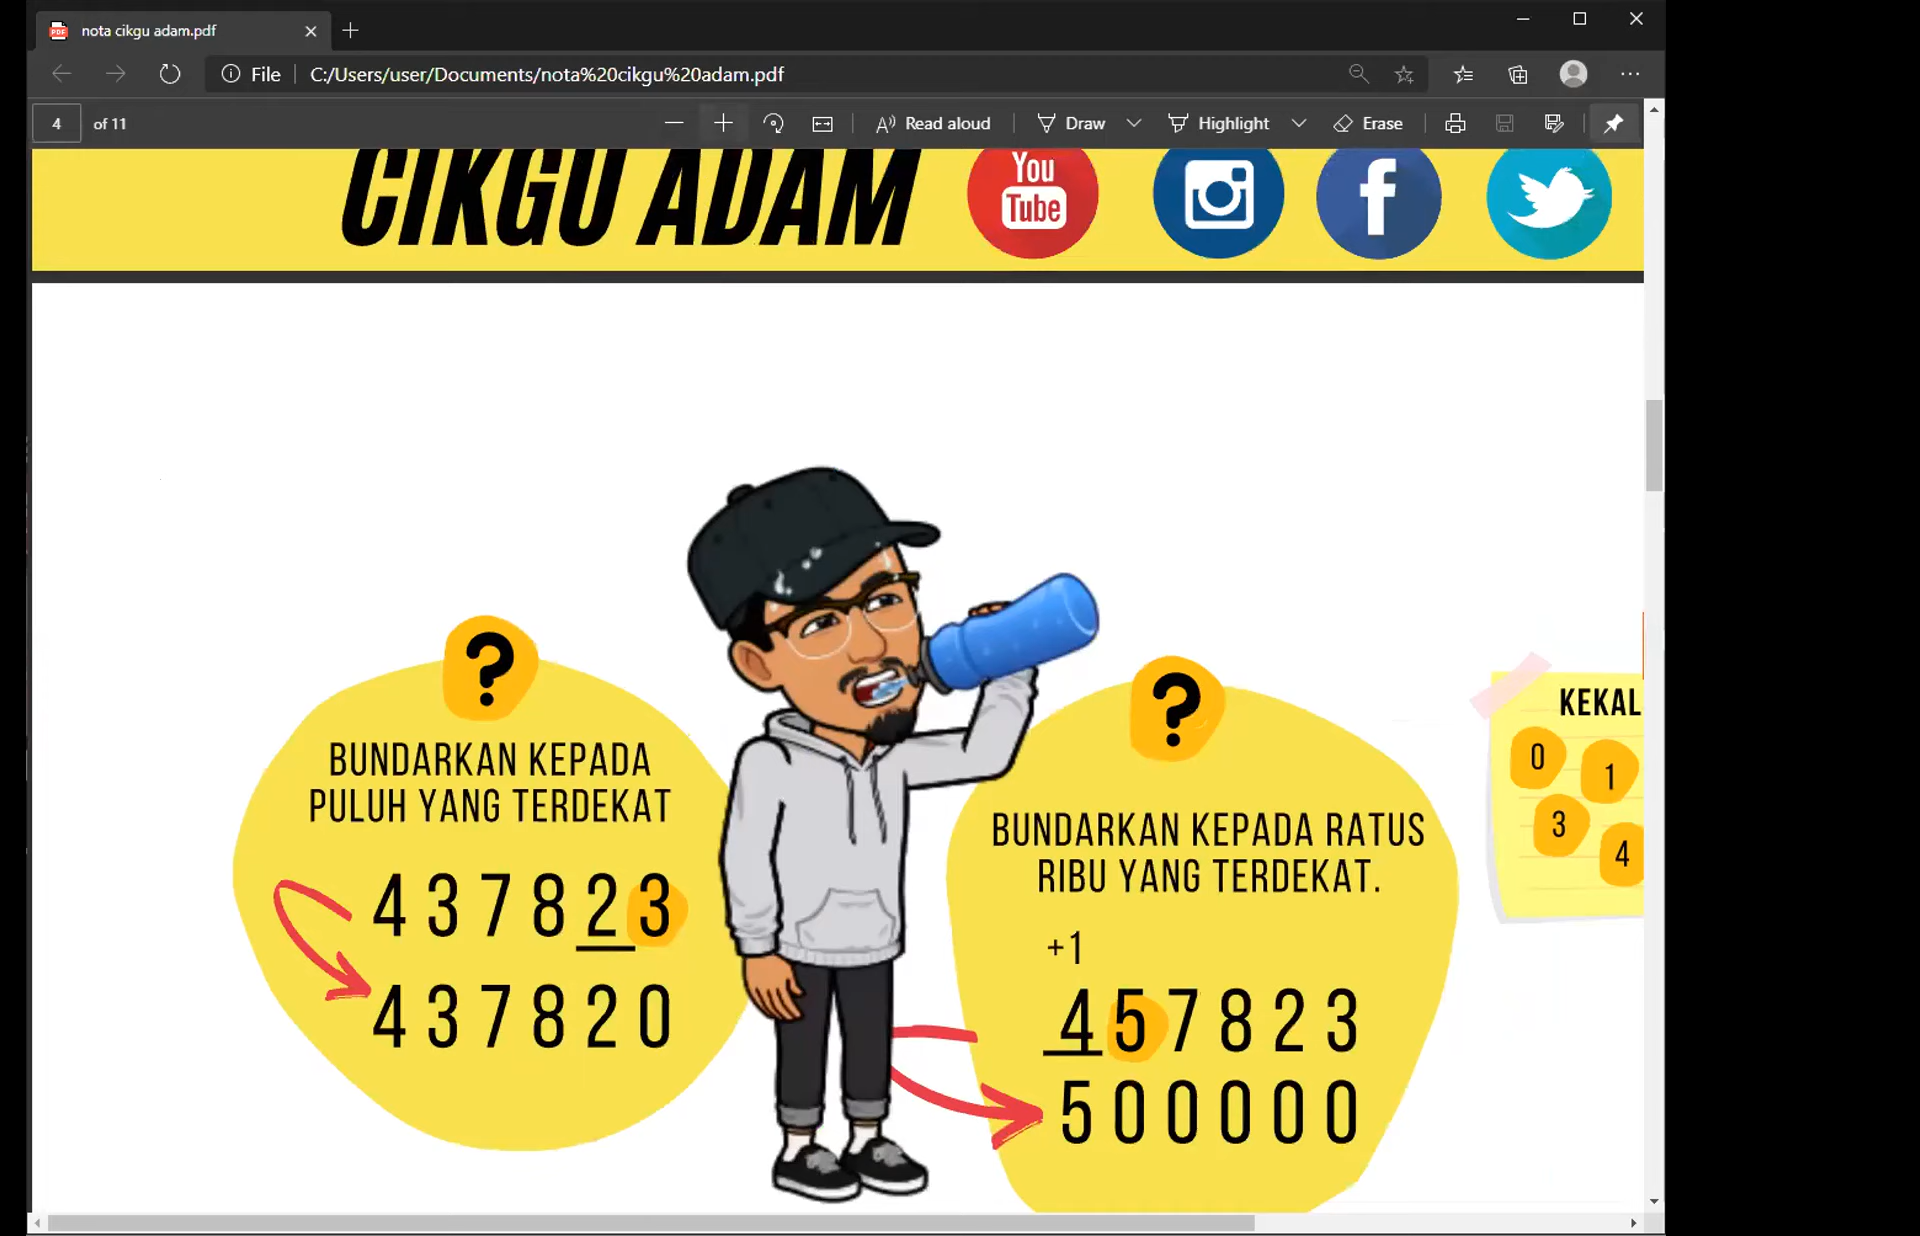 nota cikgu adam.pdf
File C:/Users/user/Documents/nota%20cikgu%20adam.pdf
4 of 11 Read aloud Draw Highlight Erase
CIKGU ADAM
You
Tube
?
BUNDARKAN KEPADA
PULUH YANG TERDEKAT
4 3 7 8 2 3
4 3 7 8 2 0
?
BUNDARKAN KEPADA RATUS
RIBU YANG TERDEKAT.
+1
4 5 7 8 2 3
5 0 0 0 0 0
KEKAL
0
1
3
4